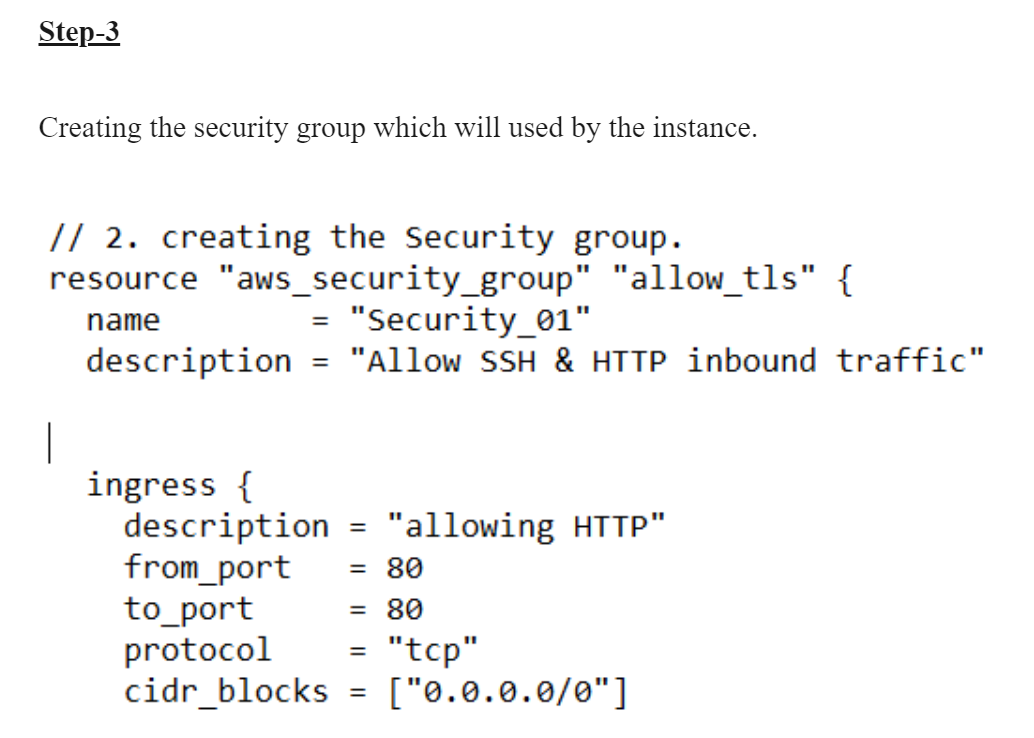 Step-3
Creating the security group which will used by the instance.
// 2. creating the Security group.
resource "aws_security_group" "allow_tls" {
  name        = "Security_01"
  description = "Allow SSH & HTTP inbound traffic"
  ingress {
    description = "allowing HTTP"
    from_port   = 80
    to_port     = 80
    protocol    = "tcp"
    cidr_blocks = ["0.0.0.0/0"]